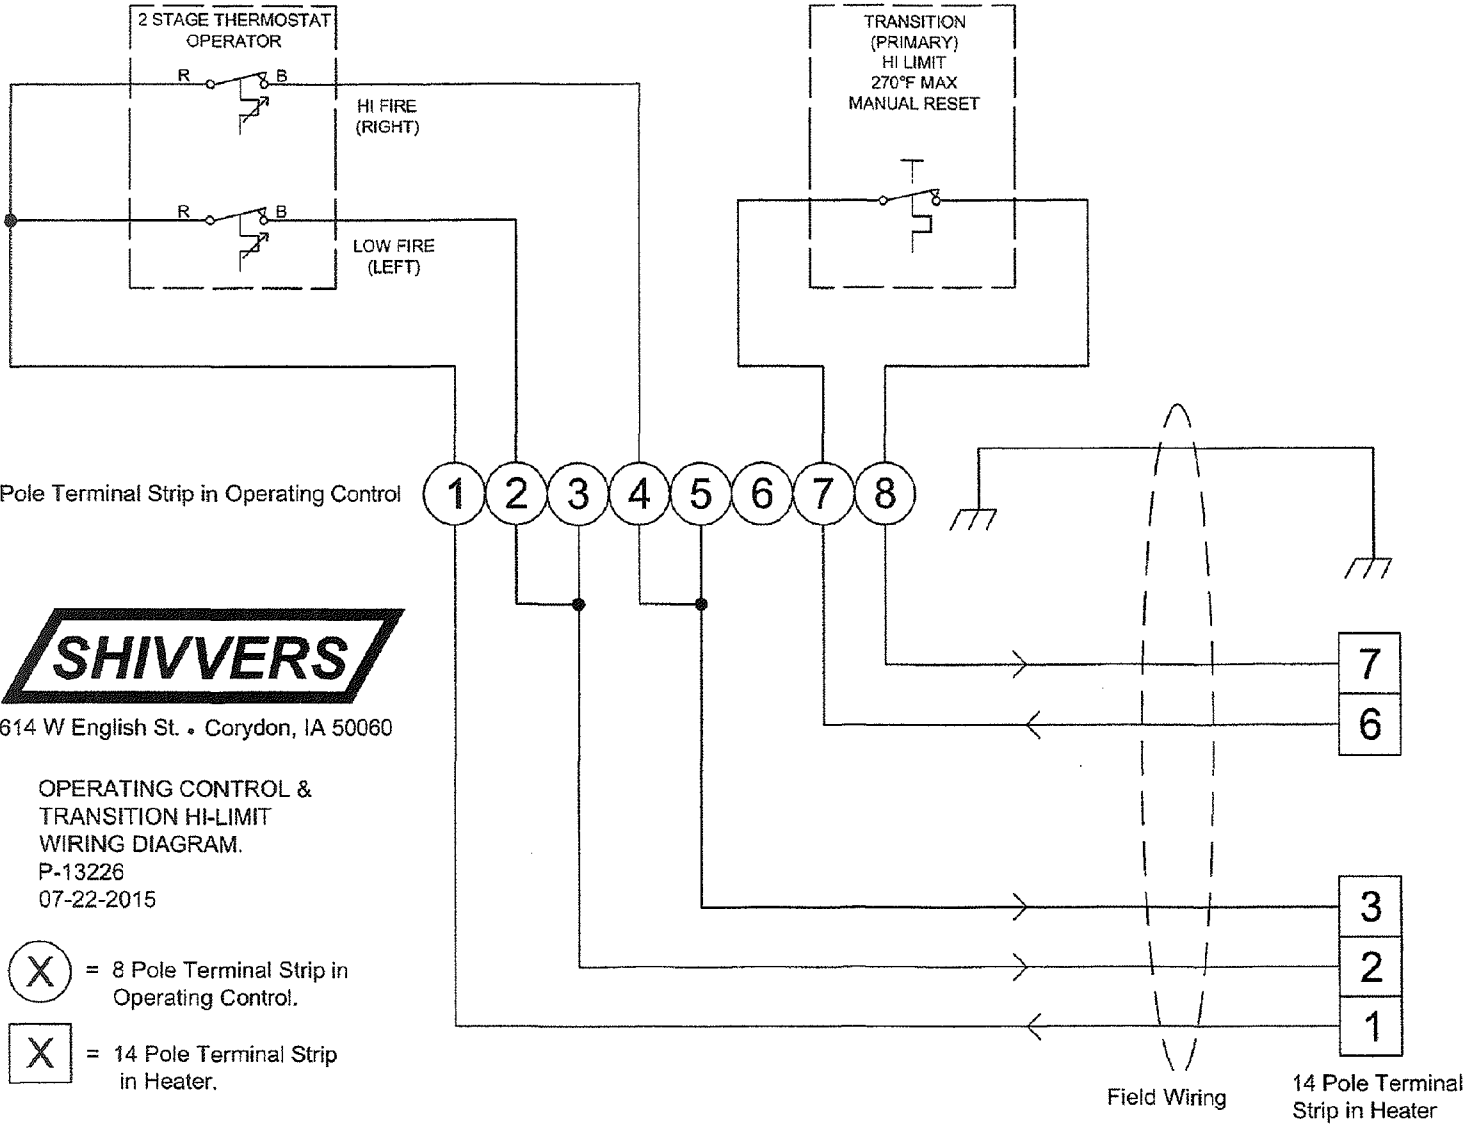 2 STAGE THERMOSTAT
OPERATOR
R
B
HI FIRE
(RIGHT)
R
B
LOW FIRE
(LEFT)
TRANSITION
(PRIMARY)
HI LIMIT
270°F MAX
MANUAL RESET
Pole Terminal Strip in Operating Control
1 2 3 4 5 6 7 8
SHIVVERS
614 W English St. • Corydon, IA 50060
OPERATING CONTROL &
TRANSITION HI-LIMIT
WIRING DIAGRAM.
P-13226
07-22-2015
X = 8 Pole Terminal Strip in
Operating Control.
X = 14 Pole Terminal Strip
in Heater.
7
6
3
2
1
Field Wiring
14 Pole Terminal
Strip in Heater